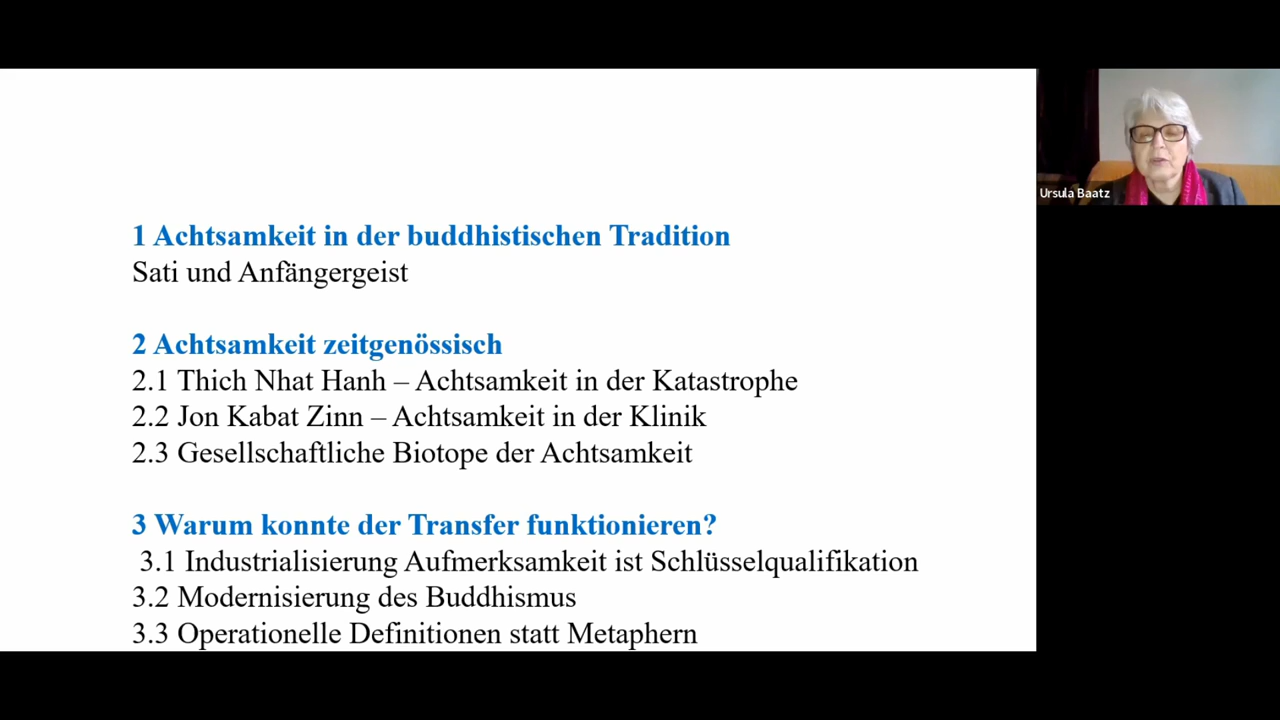 1 Achtsamkeit in der buddhistischen Tradition
Sati und Anfängergeist
2 Achtsamkeit zeitgenössisch
2.1 Thich Nhat Hanh – Achtsamkeit in der Katastrophe
2.2 Jon Kabat Zinn – Achtsamkeit in der Klinik
2.3 Gesellschaftliche Biotope der Achtsamkeit
3 Warum konnte der Transfer funktionieren?
3.1 Industrialisierung Aufmerksamkeit ist Schlüsselqualifikation
3.2 Modernisierung des Buddhismus
3.3 Operationelle Definitionen statt Metaphern
Ursula Baatz